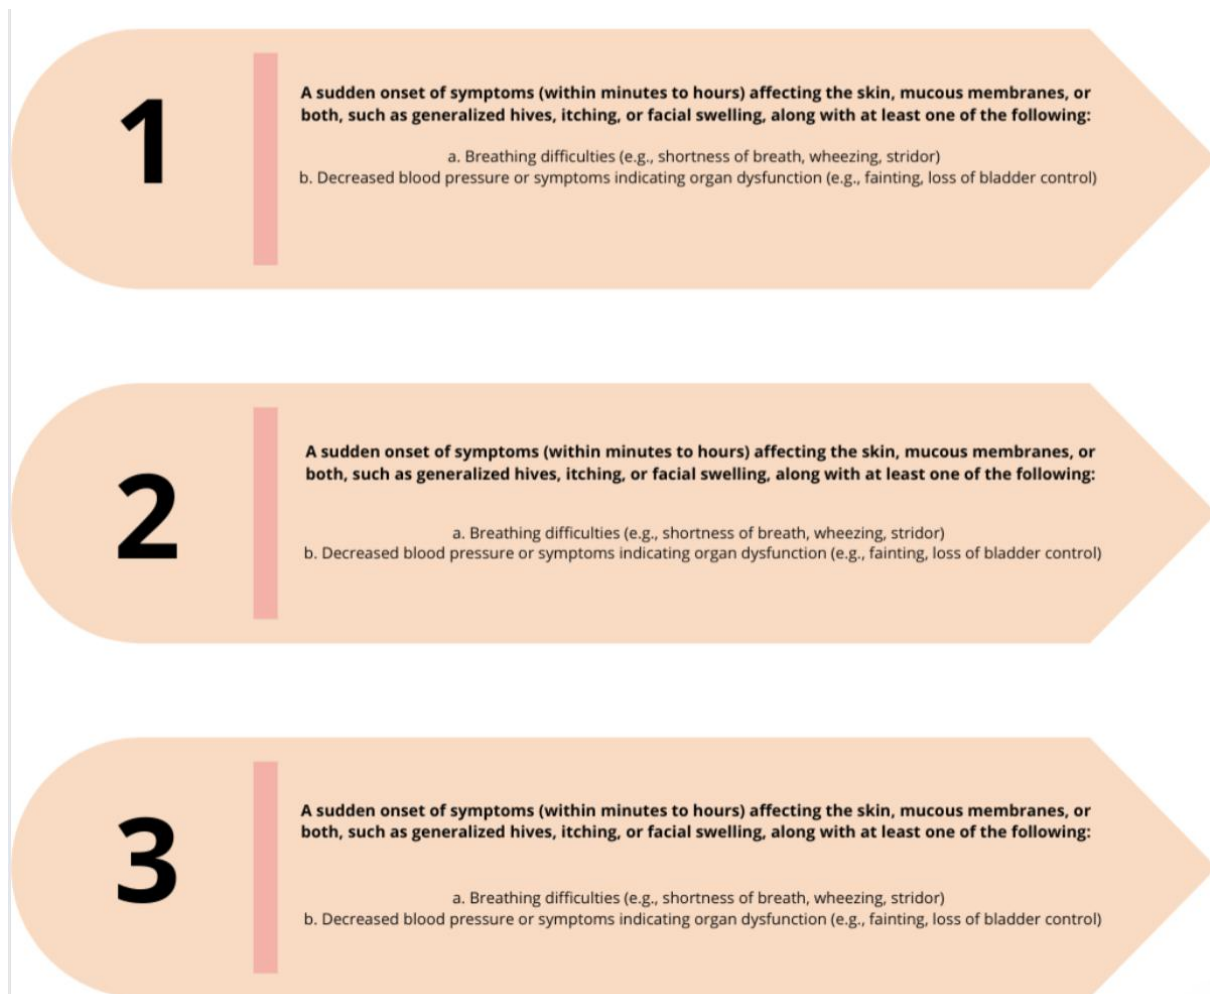 1
A sudden onset of symptoms (within minutes to hours) affecting the skin, mucous membranes, or
both, such as generalized hives, itching, or facial swelling, along with at least one of the following:
a. Breathing difficulties (e.g., shortness of breath, wheezing, stridor)
b. Decreased blood pressure or symptoms indicating organ dysfunction (e.g., fainting, loss of bladder control)
2
A sudden onset of symptoms (within minutes to hours) affecting the skin, mucous membranes, or
both, such as generalized hives, itching, or facial swelling, along with at least one of the following:
a. Breathing difficulties (e.g., shortness of breath, wheezing, stridor)
b. Decreased blood pressure or symptoms indicating organ dysfunction (e.g., fainting, loss of bladder control)
3
A sudden onset of symptoms (within minutes to hours) affecting the skin, mucous membranes, or
both, such as generalized hives, itching, or facial swelling, along with at least one of the following:
a. Breathing difficulties (e.g., shortness of breath, wheezing, stridor)
b. Decreased blood pressure or symptoms indicating organ dysfunction (e.g., fainting, loss of bladder control)